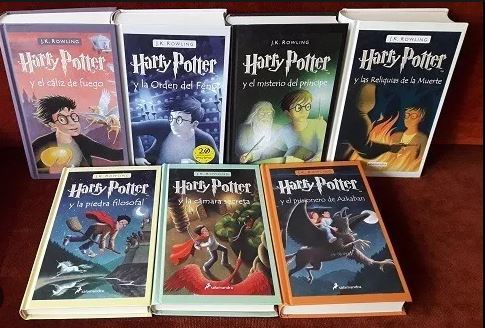 J.K. ROWLING
Harry Potter
y el cáliz de fuego
J.K. ROWLING
Harry Potter
y la Orden del Fénix
20
J.K. ROWLING
Harry Potter
y el misterio del príncipe
J.K. ROWLING
Harry Potter
y las Reliquias de la Muerte
J.K. ROWLING
Harry Potter
y la piedra filosofal
salamandra
J.K. ROWLING
Harry Potter
y la cámara secreta
salamandra
J.K. ROWLING
Harry Potter
y el prisionero de Azkaban
salamandra